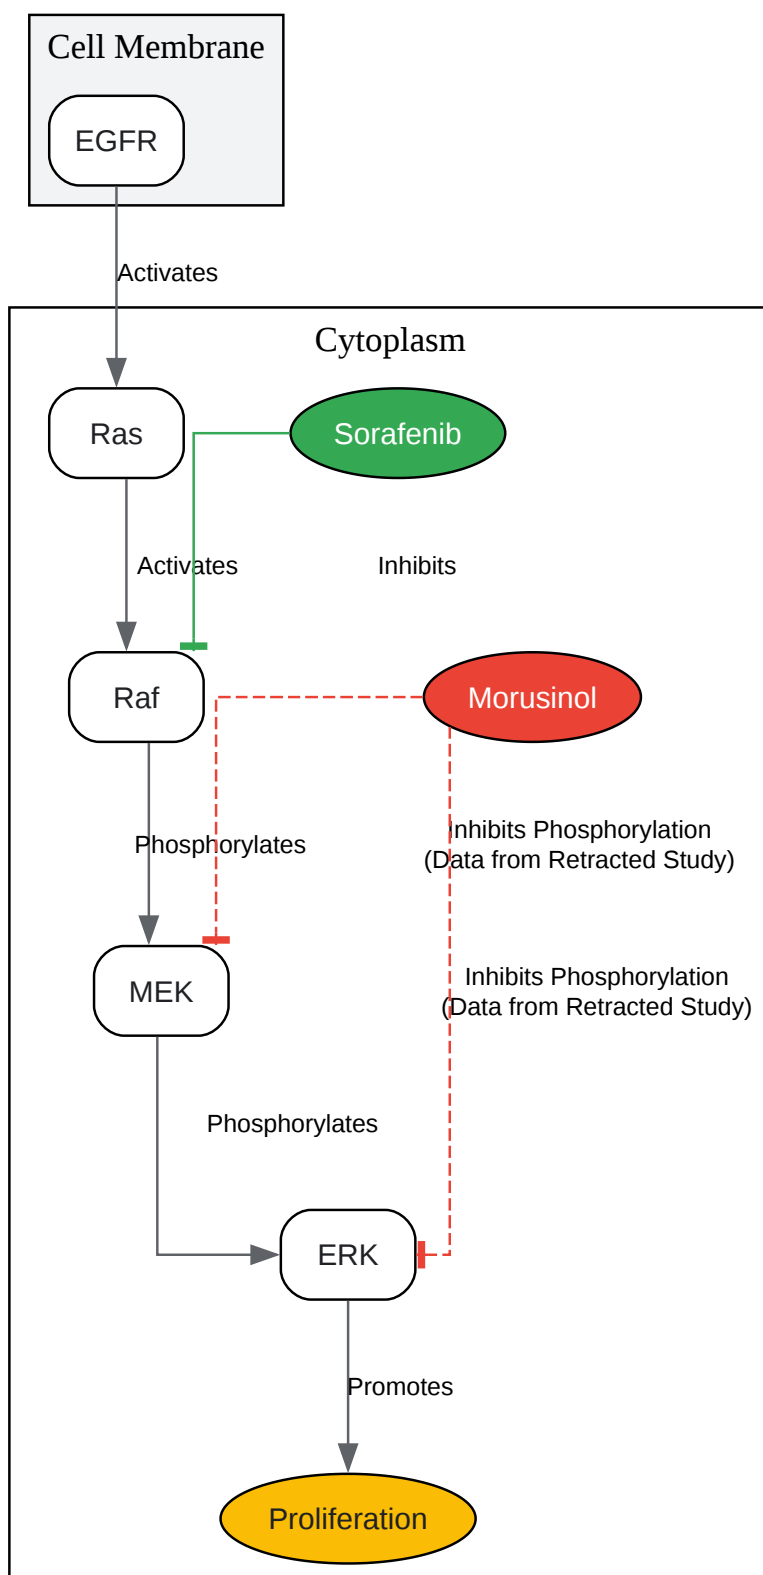 Cell Membrane
EGFR
Activates
Cytoplasm
Ras
Sorafenib
Activates
Inhibits
Raf
Morusinol
Phosphorylates
Inhibits Phosphorylation
(Data from Retracted Study)
MEK
Inhibits Phosphorylation
(Data from Retracted Study)
Phosphorylates
ERK
Promotes
Proliferation